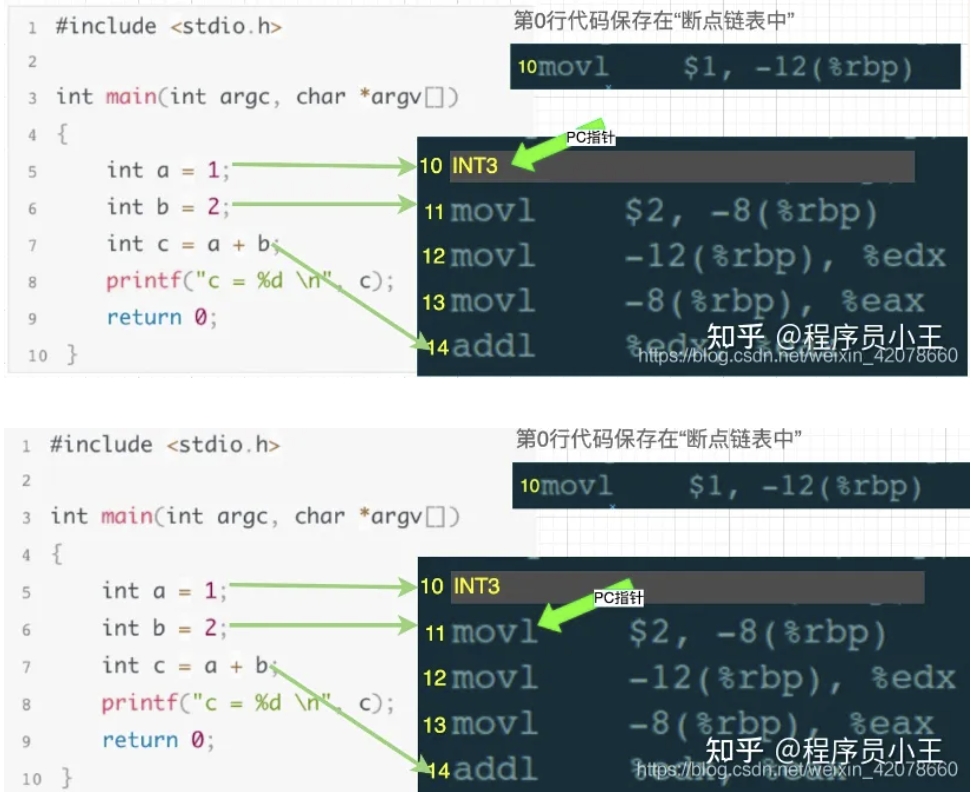 第0行代码保存在“断点链表中”
10 movl $1, -12(%rbp)
1 #include <stdio.h>
2
3 int main(int argc, char *argv[])
4 {
5 int a = 1;
6 int b = 2;
7 int c = a + b;
8 printf("c = %d \n", c);
9 return 0;
10 }
PC指针
10 INT3
11 movl $2, -8(%rbp)
12 movl -12(%rbp), %edx
13 movl -8(%rbp), %eax
14 addl
知乎 @程序员小王
https://blog.csdn.net/weixin_42078660
第0行代码保存在“断点链表中”
10 movl $1, -12(%rbp)
1 #include <stdio.h>
2
3 int main(int argc, char *argv[])
4 {
5 int a = 1;
6 int b = 2;
7 int c = a + b;
8 printf("c = %d \n", c);
9 return 0;
10 }
10 INT3
PC指针
11 movl $2, -8(%rbp)
12 movl -12(%rbp), %edx
13 movl -8(%rbp), %eax
14 addl
知乎 @程序员小王
https://blog.csdn.net/weixin_42078660